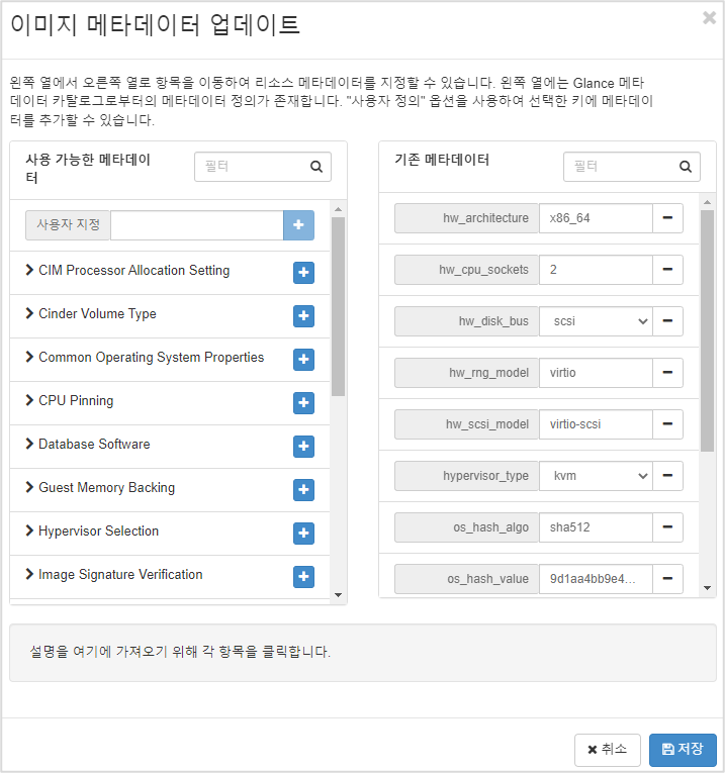 이미지 메타데이터 업데이트
왼쪽 열에서 오른쪽 열로 항목을 이동하여 리소스 메타데이터를 지정할 수 있습니다. 왼쪽 열에는 Glance 메타
데이터 카탈로그로부터의 메타데이터 정의가 존재합니다. "사용자 정의" 옵션을 사용하여 선택한 키에 메타데이
터를 추가할 수 있습니다.
사용 가능한 메타데이
터
필터
사용자 지정
CIM Processor Allocation Setting
Cinder Volume Type
Common Operating System Properties
CPU Pinning
Database Software
Guest Memory Backing
Hypervisor Selection
Image Signature Verification
기존 메타데이터
필터
hw_architecture x86_64
hw_cpu_sockets 2
hw_disk_bus scsi
hw_rng_model virtio
hw_scsi_model virtio-scsi
hypervisor_type kvm
os_hash_algo sha512
os_hash_value 9d1aa4bb9e4...
설명을 여기에 가져오기 위해 각 항목을 클릭합니다.
취소
저장